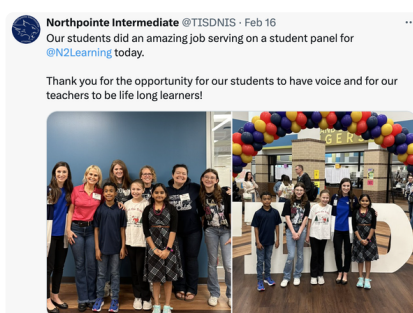 Northpointe Intermediate @TISDNIS · Feb 16
Our students did an amazing job serving on a student panel for
@N2Learning today.
Thank you for the opportunity for our students to have voice and for our
teachers to be life long learners!